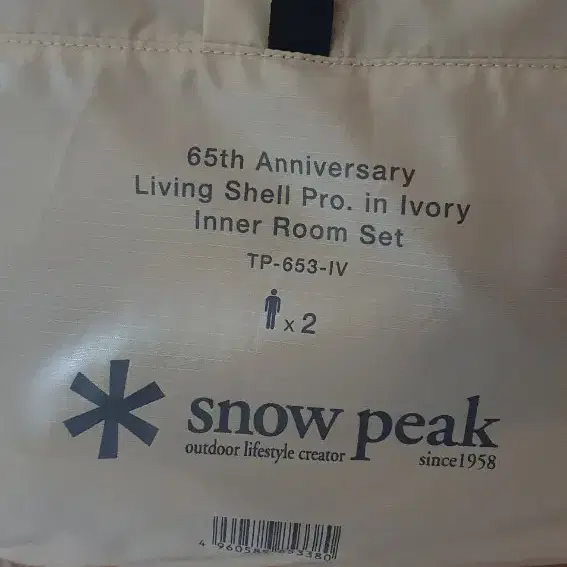 65th Anniversary
Living Shell Pro. in Ivory
Inner Room Set
TP-653-IV
x 2
snow peak
outdoor lifestyle creator
since1958